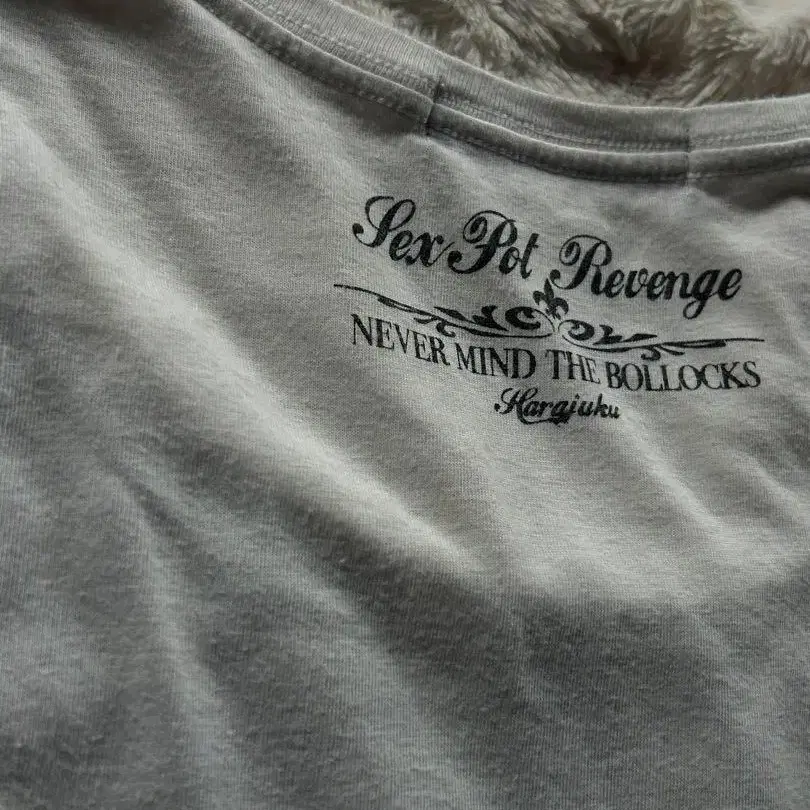 Sex Pot Revenge
NEVER MIND THE BOLLOCKS
Harajuku